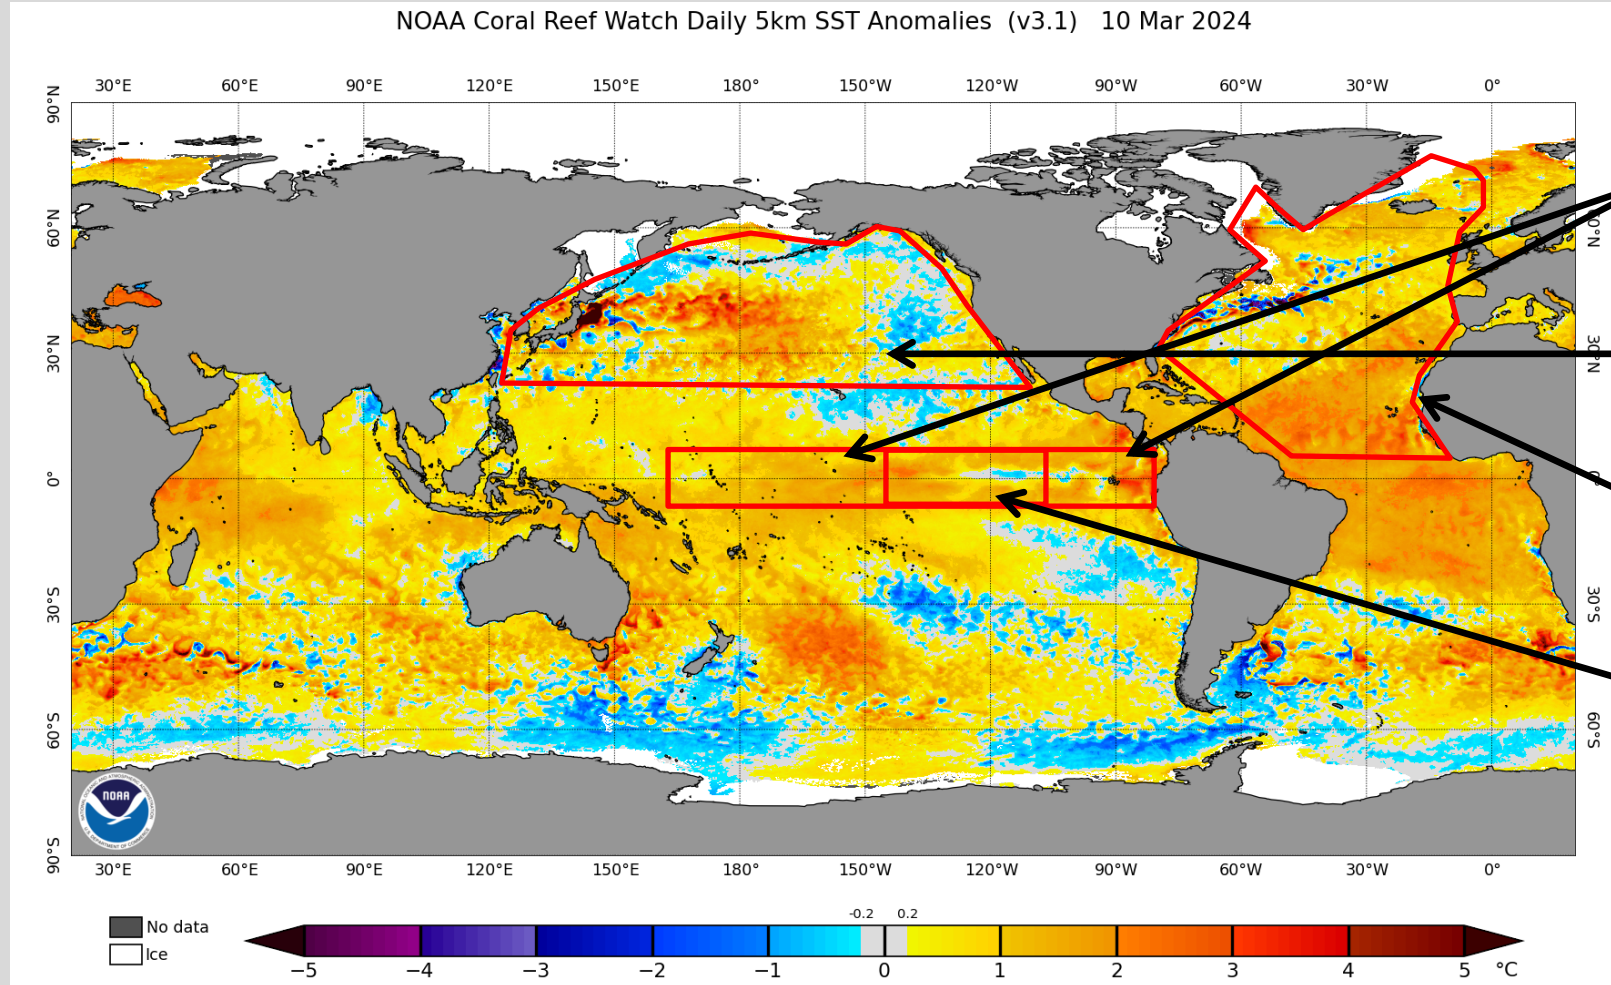 NOAA Coral Reef Watch Daily 5km SST Anomalies (v3.1) 10 Mar 2024
30°E 60°E 90°E 120°E 150°E 180° 150°W 120°W 90°W 60°W 30°W 0°
90°N
60°N 60°N
30°N 30°N
0° 0°
30°S 30°S
60°S 60°S
NOAA
90°S
30°E 60°E 90°E 120°E 150°E 180° 150°W 120°W 90°W 60°W 30°W 0°
-0.2 0.2
No data
Ice
−5 −4 −3 −2 −1 0 1 2 3 4 5 °C